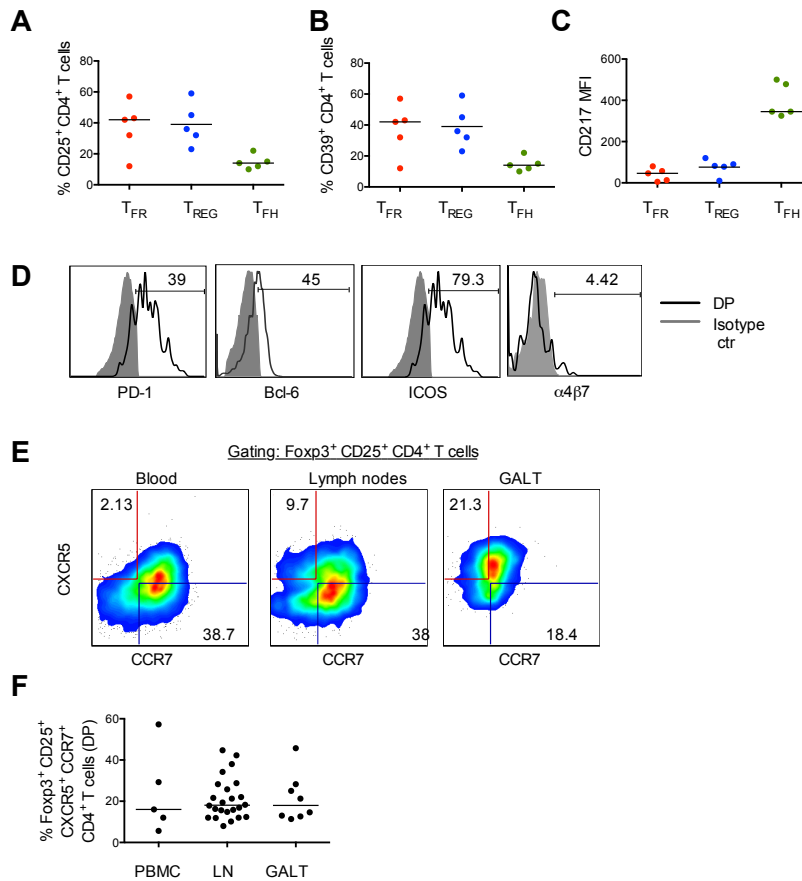 A
% CD25⁺ CD4⁺ T cells
80
60
40
20
0
TFR
TREG
TFH
B
% CD39⁺ CD4⁺ T cells
80
60
40
20
0
TFR
TREG
TFH
C
CD217 MFI
600
400
200
0
TFR
TREG
TFH
D
39
PD-1
45
Bcl-6
79.3
ICOS
4.42
α4β7
DP
Isotype
ctr
E
Gating: Foxp3⁺ CD25⁺ CD4⁺ T cells
Blood
Lymph nodes
GALT
CXCR5
2.13
38.7
CCR7
9.7
38
CCR7
21.3
18.4
CCR7
F
% Foxp3⁺ CD25⁺
CXCR5⁺ CCR7⁺
CD4⁺ T cells (DP)
60
40
20
0
PBMC
LN
GALT